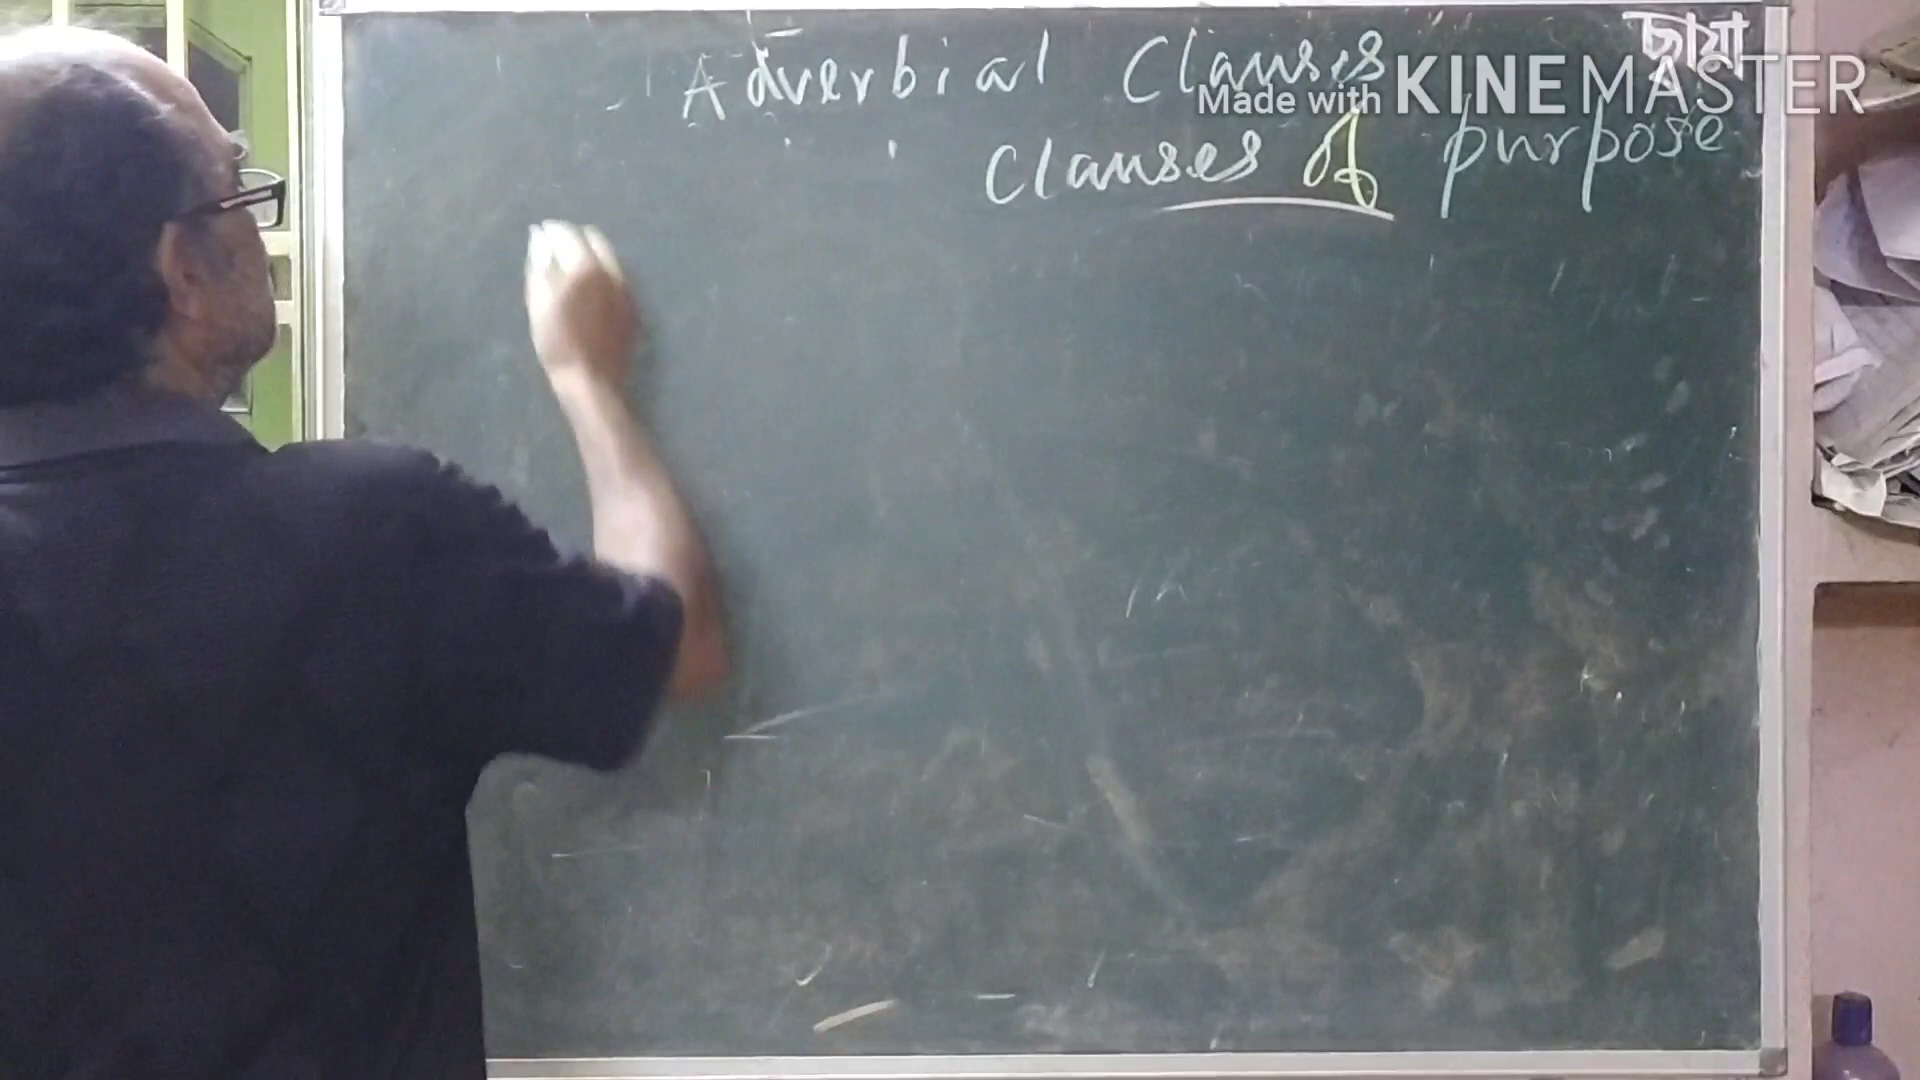 Adverbial Clauses
ছায়া
Made with KINEMASTER
Clauses of purpose